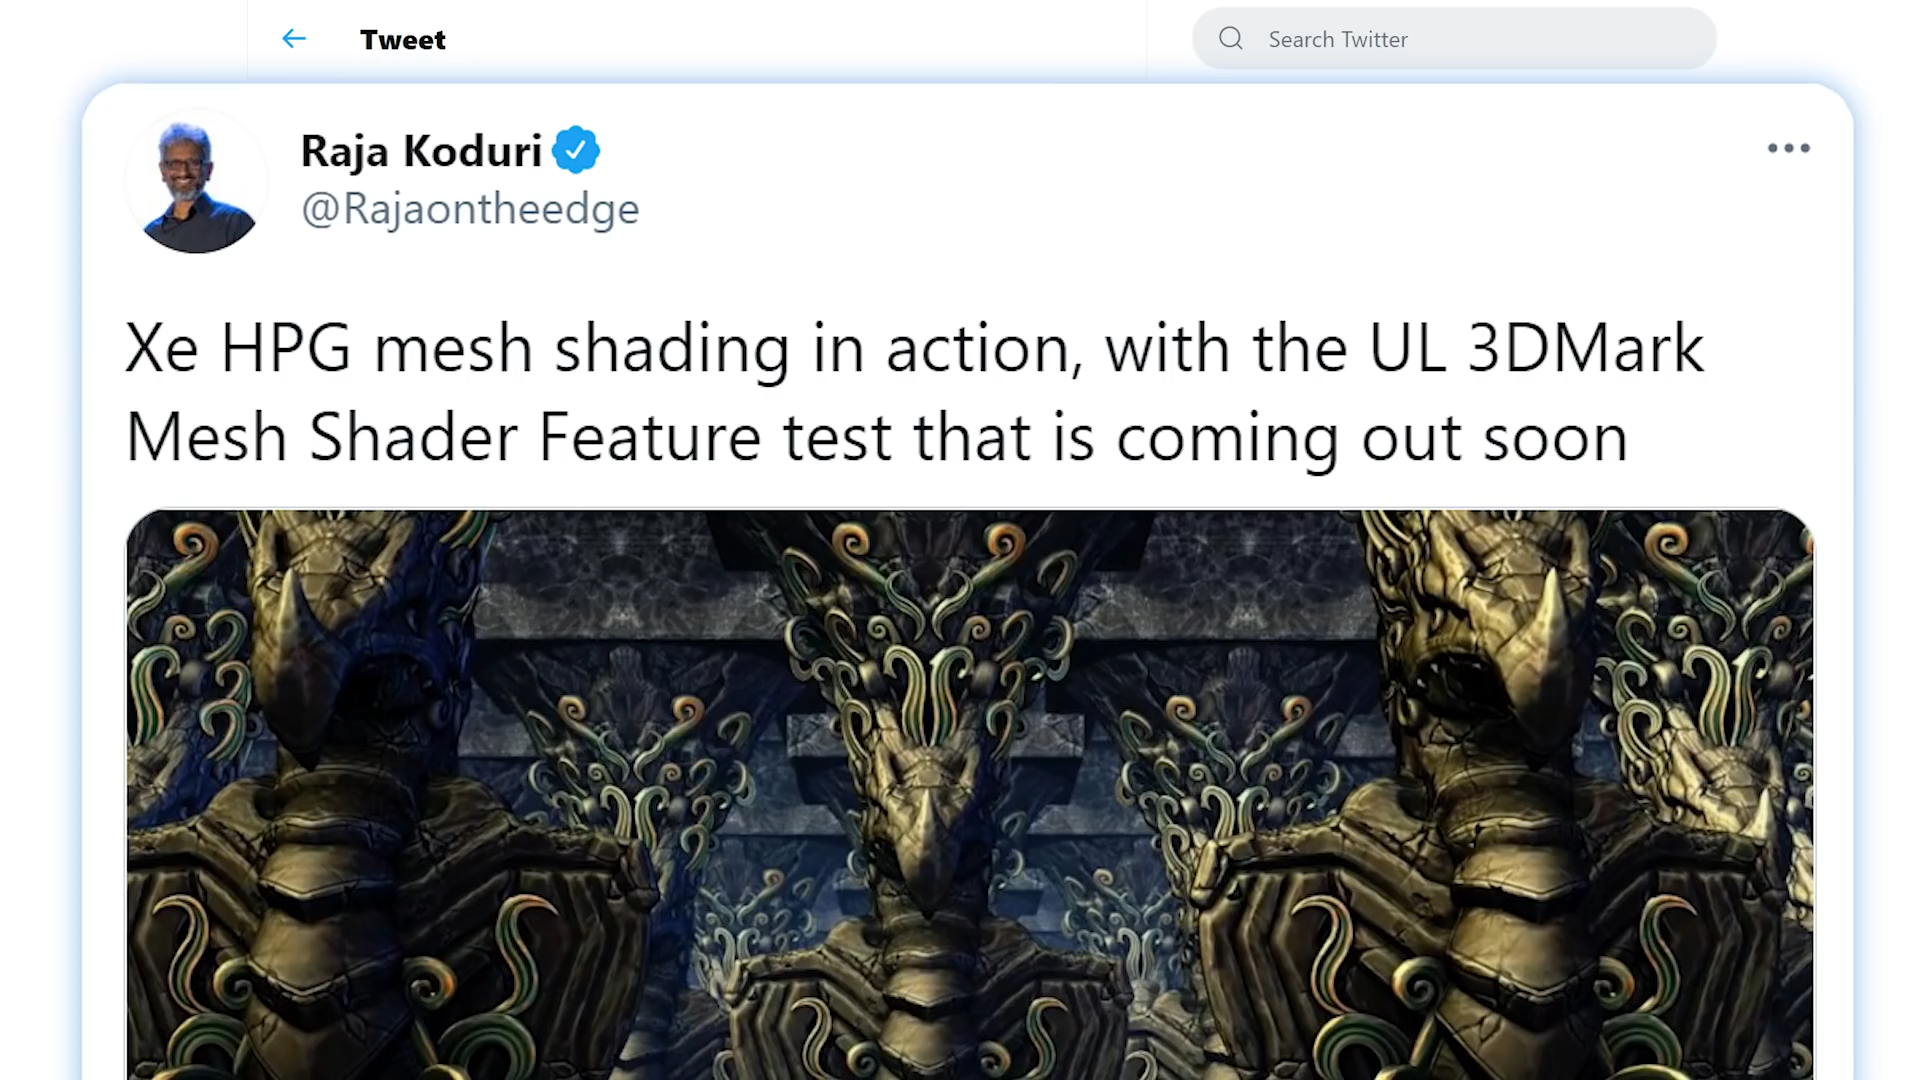 Tweet
Search Twitter
Raja Koduri
@Rajaontheedge
Xe HPG mesh shading in action, with the UL 3DMark
Mesh Shader Feature test that is coming out soon